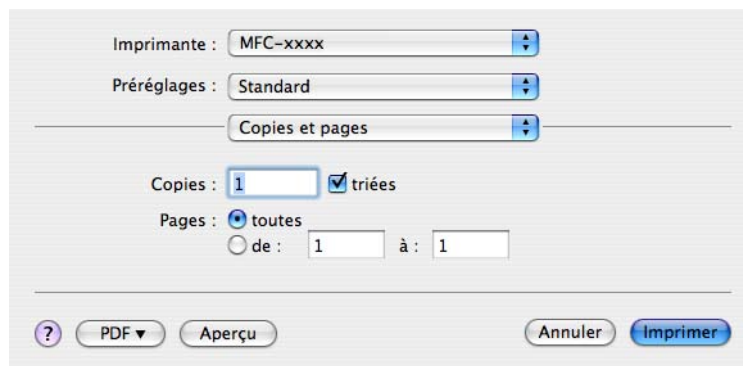 Imprimante : MFC-xxxx
Préréglages : Standard
Copies et pages
Copies : 1 triées
Pages : toutes
de : 1 à : 1
? PDF ▼ Aperçu Annuler Imprimer